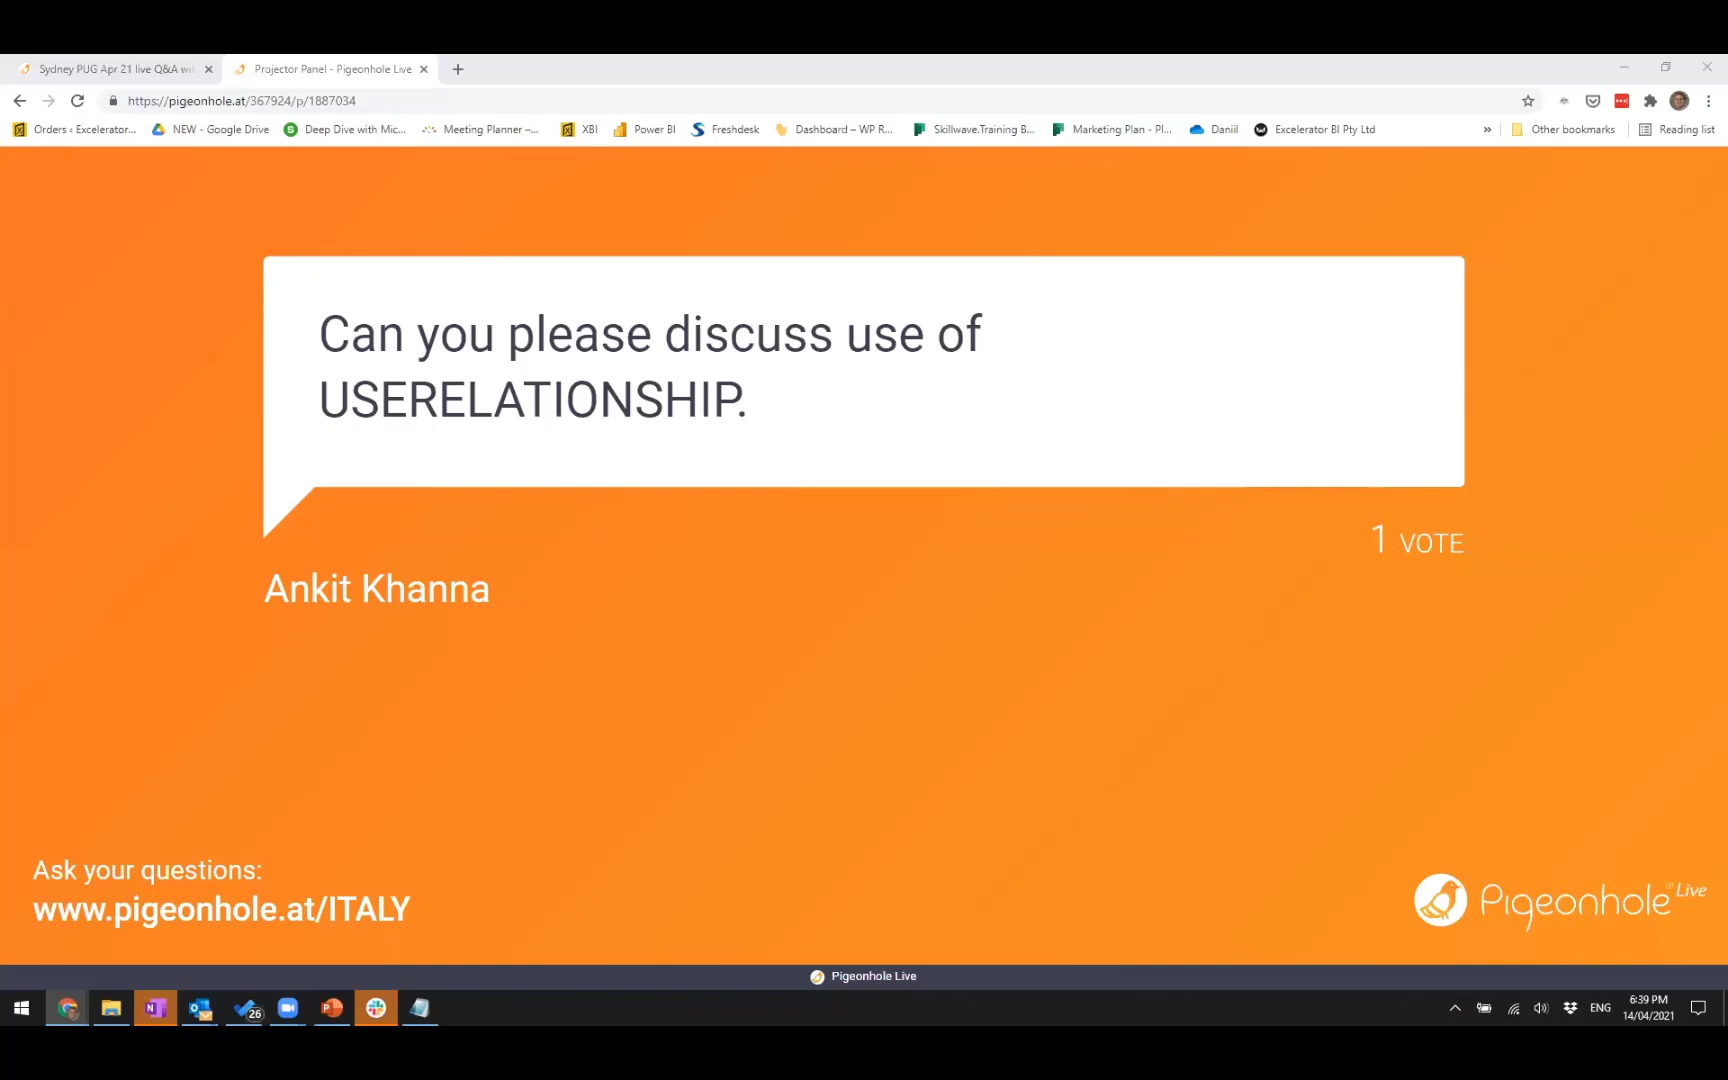 Sydney PUG Apr 21 live Q&A wi
Projector Panel - Pigeonhole Live
https://pigeonhole.at/367924/p/1887034
Orders ‹ Excelerator...
NEW - Google Drive
Deep Dive with Mic...
Meeting Planner –...
XBI
Power BI
Freshdesk
Dashboard – WP R...
Skillwave.Training B...
Marketing Plan - Pl...
Daniil
Excelerator BI Pty Ltd
»
Other bookmarks
Reading list
Can you please discuss use of
USERELATIONSHIP.
1 VOTE
Ankit Khanna
Ask your questions:
www.pigeonhole.at/ITALY
Pigeonhole® Live
Pigeonhole Live
26
ENG
6:39 PM
14/04/2021